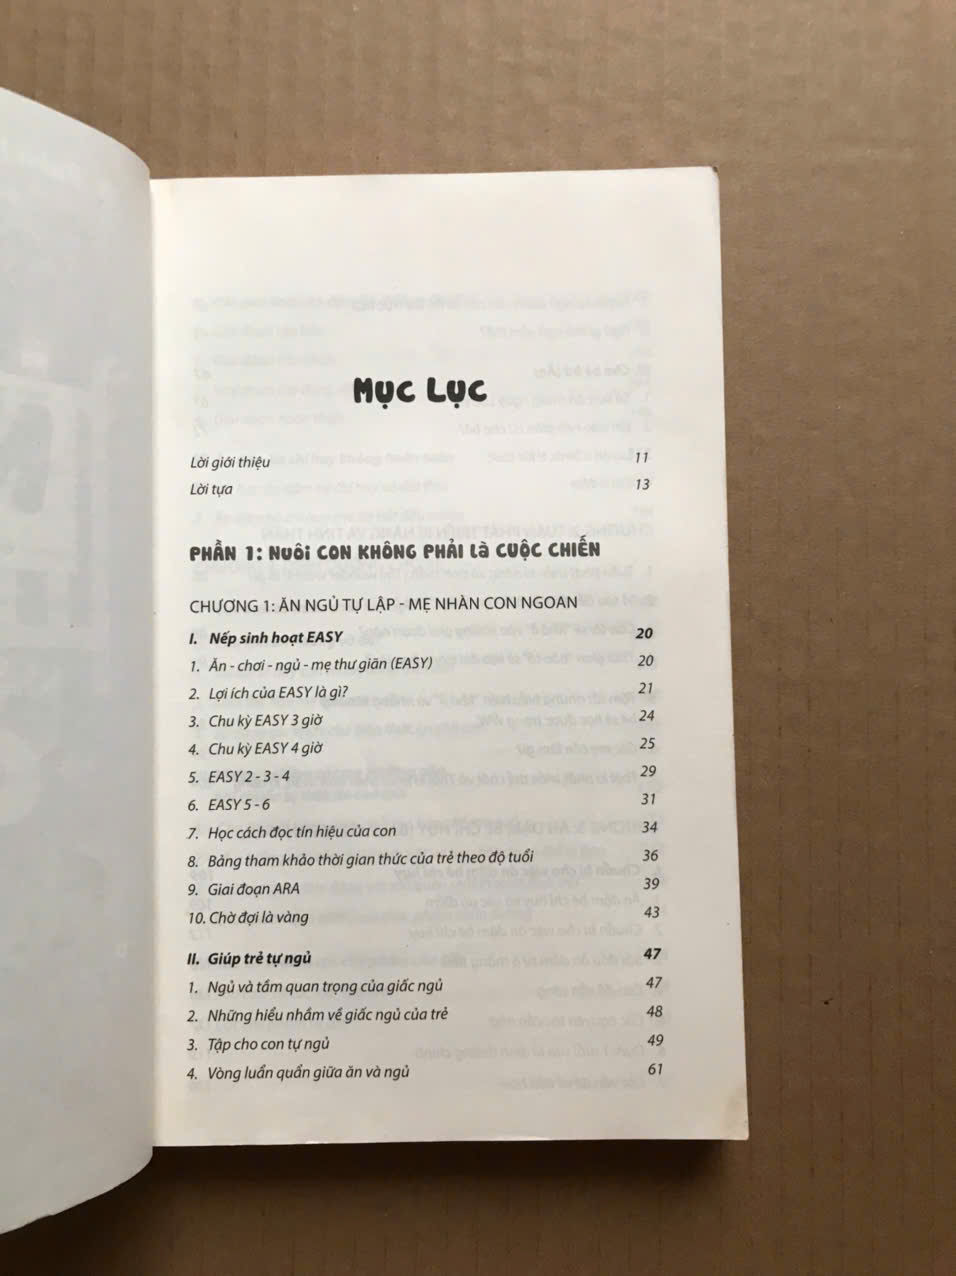 Mục Lục
Lời giới thiệu 11
Lời tựa 13
PHẦN 1: NUÔI CON KHÔNG PHẢI Là CUỘC CHIẾN
CHƯƠNG 1: ĂN NGỦ TỰ LẬP - MẸ NHÀN CON NGOAN
I. Nếp sinh hoạt EASY 20
1. Ăn - chơi - ngủ - mẹ thư giãn (EASY) 20
2. Lợi ích của EASY là gì? 21
3. Chu kỳ EASY 3 giờ 24
4. Chu kỳ EASY 4 giờ 25
5. EASY 2 - 3 - 4 29
6. EASY 5 - 6 31
7. Học cách đọc tín hiệu của con 34
8. Bảng tham khảo thời gian thức của trẻ theo độ tuổi 36
9. Giai đoạn ARA 39
10. Chờ đợi là vàng 43
II. Giúp trẻ tự ngủ 47
1. Ngủ và tầm quan trọng của giấc ngủ 47
2. Những hiểu nhầm về giấc ngủ của trẻ 48
3. Tập cho con tự ngủ 49
4. Vòng luẩn quẩn giữa ăn và ngủ 61